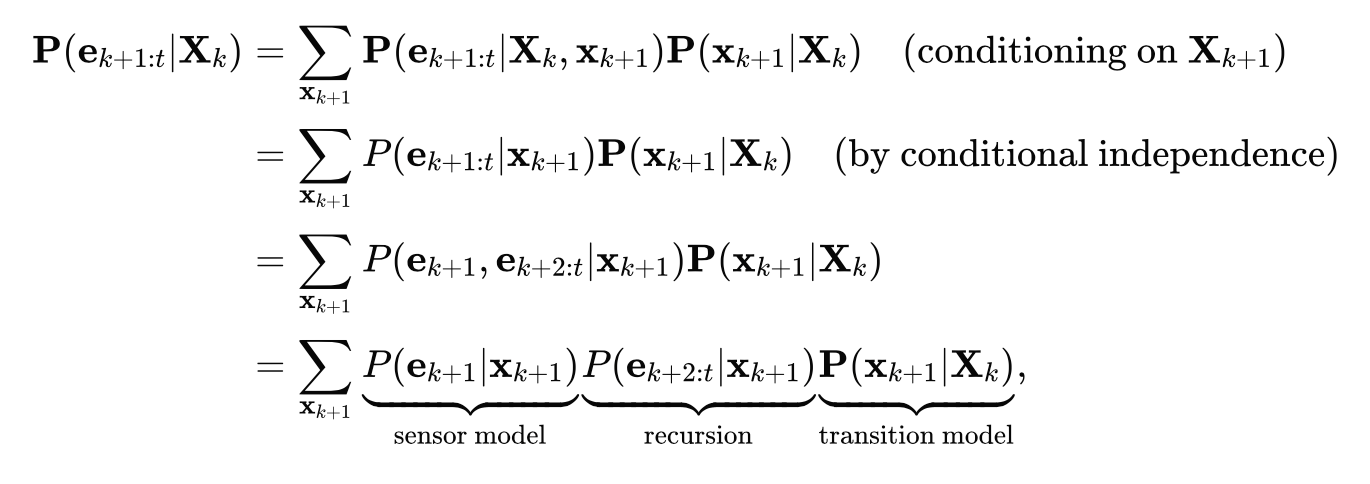 $\mathbf{P}(\mathbf{e}_{k+1:t}|\mathbf{X}_k) = \sum_{\mathbf{x}_{k+1}} \mathbf{P}(\mathbf{e}_{k+1:t}|\mathbf{X}_k, \mathbf{x}_{k+1})\mathbf{P}(\mathbf{x}_{k+1}|\mathbf{X}_k) \quad \text{(conditioning on } \mathbf{X}_{k+1}\text{)}$
$= \sum_{\mathbf{x}_{k+1}} P(\mathbf{e}_{k+1:t}|\mathbf{x}_{k+1})\mathbf{P}(\mathbf{x}_{k+1}|\mathbf{X}_k) \quad \text{(by conditional independence)}$
$= \sum_{\mathbf{x}_{k+1}} P(\mathbf{e}_{k+1}, \mathbf{e}_{k+2:t}|\mathbf{x}_{k+1})\mathbf{P}(\mathbf{x}_{k+1}|\mathbf{X}_k)$
$= \sum_{\mathbf{x}_{k+1}} \underbrace{P(\mathbf{e}_{k+1}|\mathbf{x}_{k+1})}_{\text{sensor model}} \underbrace{P(\mathbf{e}_{k+2:t}|\mathbf{x}_{k+1})}_{\text{recursion}} \underbrace{\mathbf{P}(\mathbf{x}_{k+1}|\mathbf{X}_k)}_{\text{transition model}},$